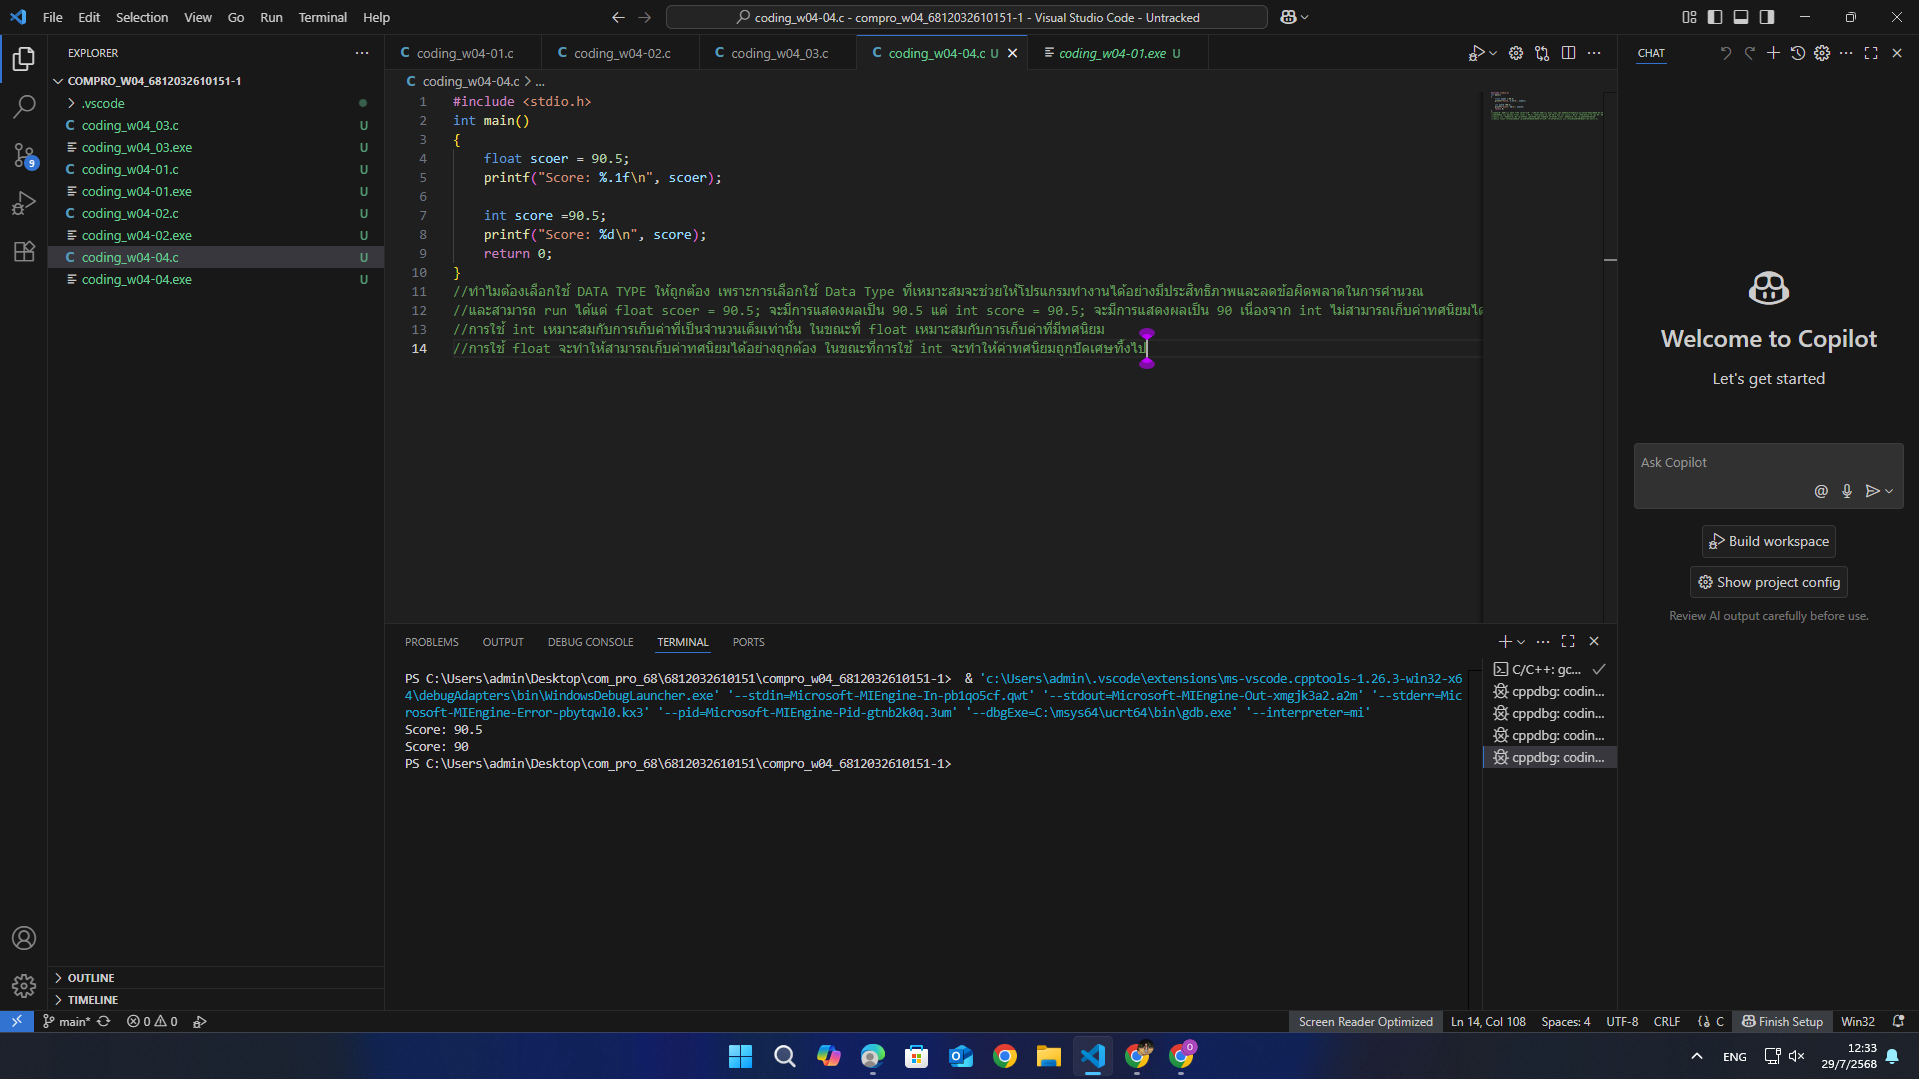 File Edit Selection View Go Run Terminal Help
coding_w04-04.c - compro_w04_6812032610151-1 - Visual Studio Code - Untracked
EXPLORER
COMPRO_W04_6812032610151-1
.vscode
coding_w04_03.c U
coding_w04_03.exe U
coding_w04-01.c U
coding_w04-01.exe U
coding_w04-02.c U
coding_w04-02.exe U
coding_w04-04.c U
coding_w04-04.exe U
9
OUTLINE
TIMELINE
coding_w04-01.c coding_w04-02.c coding_w04_03.c coding_w04-04.c U coding_w04-01.exe U
coding_w04-04.c > ...
1 #include <stdio.h>
2 int main()
3 {
4 float scoer = 90.5;
5 printf("Score: %.1f\n", scoer);
6
7 int score =90.5;
8 printf("Score: %d\n", score);
9 return 0;
10 }
11 //ทำไมต้องเลือกใช้ DATA TYPE ให้ถูกต้อง เพราะการเลือกใช้ Data Type ที่เหมาะสมจะช่วยให้โปรแกรมทำงานได้อย่างมีประสิทธิภาพและลดข้อผิดพลาดในการคำนวณ
12 //และสามารถ run ได้แต่ float scoer = 90.5; จะมีการแสดงผลเป็น 90.5 แต่ int score = 90.5; จะมีการแสดงผลเป็น 90 เนื่องจาก int ไม่สามารถเก็บค่าทศนิยมได้
13 //การใช้ int เหมาะสมกับการเก็บค่าที่เป็นจำนวนเต็มเท่านั้น ในขณะที่ float เหมาะสมกับการเก็บค่าที่มีทศนิยม
14 //การใช้ float จะทำให้สามารถเก็บค่าทศนิยมได้อย่างถูกต้อง ในขณะที่การใช้ int จะทำให้ค่าทศนิยมถูกปัดเศษทิ้งไป
PROBLEMS OUTPUT DEBUG CONSOLE TERMINAL PORTS
PS C:\Users\admin\Desktop\com_pro_68\6812032610151\compro_w04_6812032610151-1> & 'c:\Users\admin\.vscode\extensions\ms-vscode.cpptools-1.26.3-win32-x6
4\debugAdapters\bin\WindowsDebugLauncher.exe' '--stdin=Microsoft-MIEngine-In-pb1qo5cf.qwt' '--stdout=Microsoft-MIEngine-Out-xmgjk3a2.a2m' '--stderr=Mic
rosoft-MIEngine-Error-pbytqwl0.kx3' '--pid=Microsoft-MIEngine-Pid-gtnb2k0q.3um' '--dbgExe=C:\msys64\ucrt64\bin\gdb.exe' '--interpreter=mi'
Score: 90.5
Score: 90
PS C:\Users\admin\Desktop\com_pro_68\6812032610151\compro_w04_6812032610151-1>
C/C++: gc...
cppdbg: codin...
cppdbg: codin...
cppdbg: codin...
cppdbg: codin...
CHAT
Welcome to Copilot
Let's get started
Ask Copilot
@
Build workspace
Show project config
Review AI output carefully before use.
main* 0 0
Screen Reader Optimized Ln 14, Col 108 Spaces: 4 UTF-8 CRLF C Finish Setup Win32
0
ENG
12:33
29/7/2568